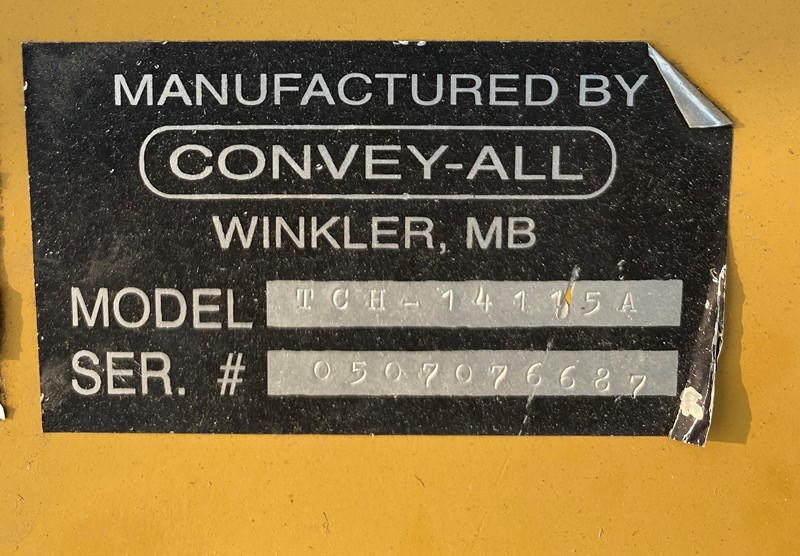 MANUFACTURED BY
CONVEY-ALL
WINKLER, MB
MODEL TCH-14115A
SER. # 0507076687